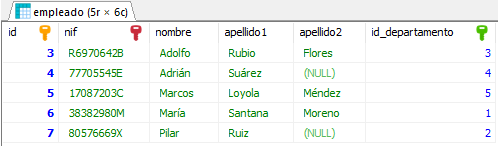 empleado (5r × 6c)
id nif nombre apellido1 apellido2 id_departamento
3 R6970642B Adolfo Rubio Flores 3
4 77705545E Adrián Suárez (NULL) 4
5 17087203C Marcos Loyola Méndez 5
6 38382980M María Santana Moreno 1
7 80576669X Pilar Ruiz (NULL) 2